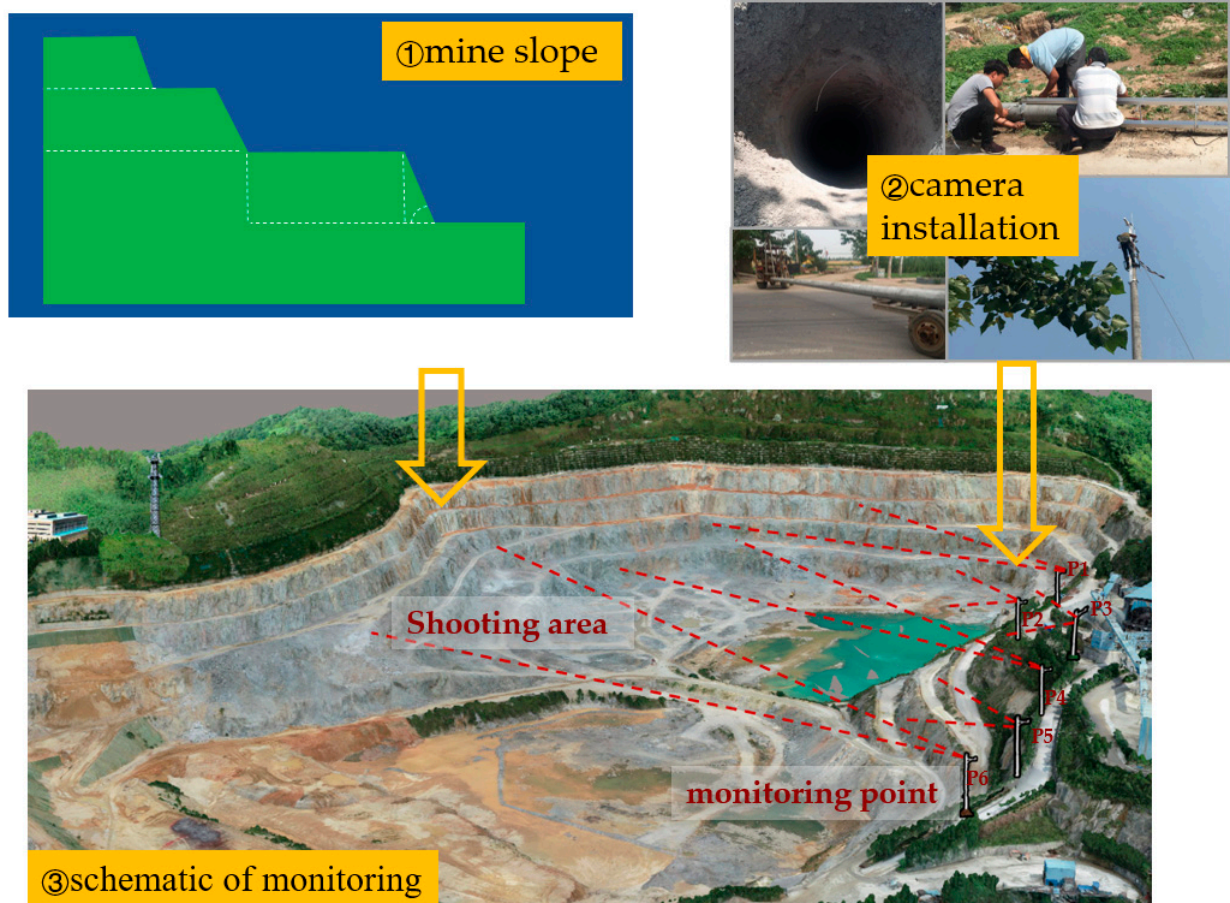 ①mine slope
②camera
installation
P1
P3
P2
Shooting area
P4
P5
P6
monitoring point
③schematic of monitoring